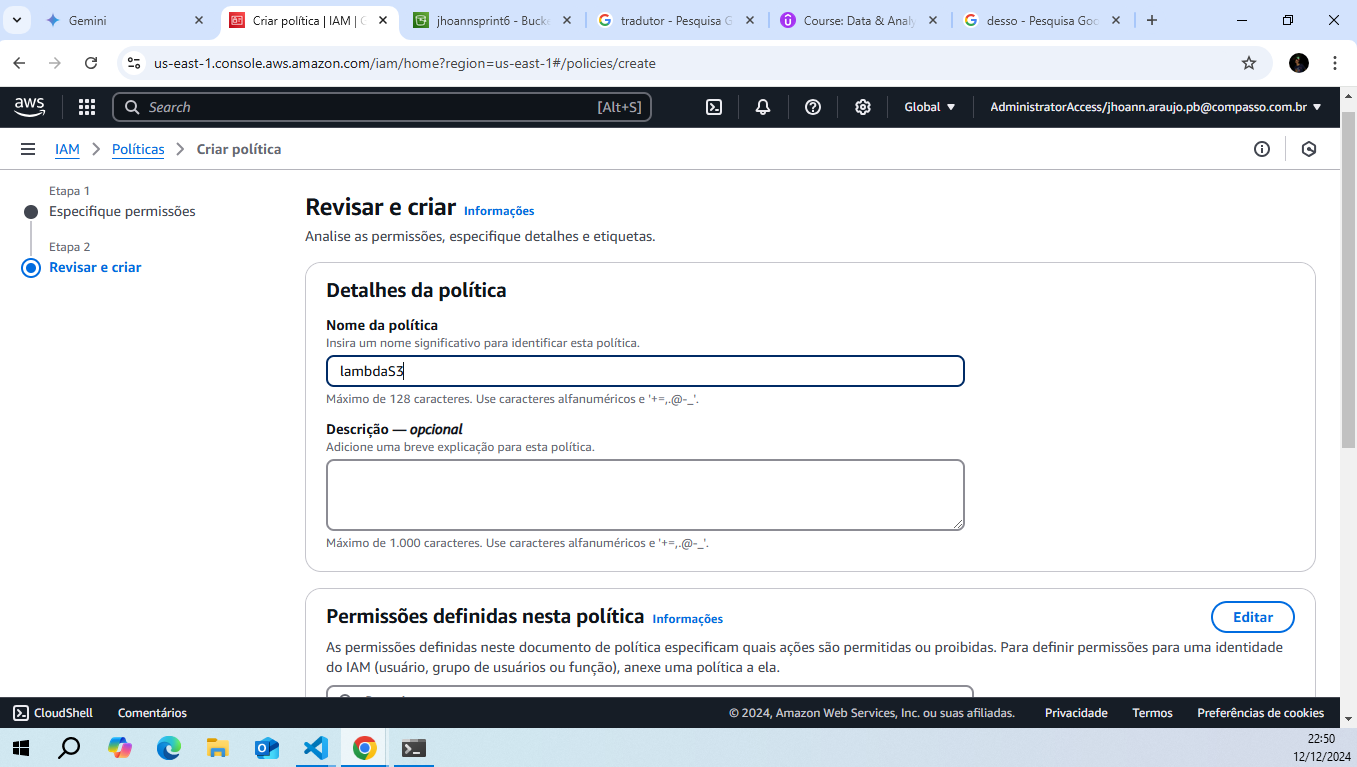 Gemini
Criar política | IAM | G
jhoannsprint6 - Bucke
tradutor - Pesquisa G
Course: Data & Analy
desso - Pesquisa Goo
us-east-1.console.aws.amazon.com/iam/home?region=us-east-1#/policies/create
aws
Search
[Alt+S]
Global
AdministratorAccess/jhoann.araujo.pb@compasso.com.br
IAM > Políticas > Criar política
Etapa 1
Especifique permissões
Etapa 2
Revisar e criar
Revisar e criar Informações
Analise as permissões, especifique detalhes e etiquetas.
Detalhes da política
Nome da política
Insira um nome significativo para identificar esta política.
lambdaS3
Máximo de 128 caracteres. Use caracteres alfanuméricos e '+=,.@-_'.
Descrição — opcional
Adicione uma breve explicação para esta política.
Máximo de 1.000 caracteres. Use caracteres alfanuméricos e '+=,.@-_'.
Permissões definidas nesta política Informações
Editar
As permissões definidas neste documento de política especificam quais ações são permitidas ou proibidas. Para definir permissões para uma identidade
do IAM (usuário, grupo de usuários ou função), anexe uma política a ela.
CloudShell
Comentários
© 2024, Amazon Web Services, Inc. ou suas afiliadas.
Privacidade
Termos
Preferências de cookies
22:50
12/12/2024